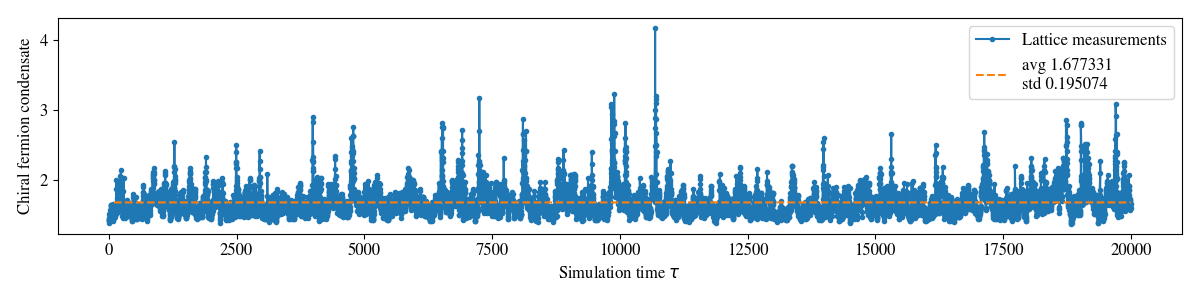 Chiral fermion condensate
4
3
2
Lattice measurements
avg 1.677331
std 0.195074
0 2500 5000 7500 10000 12500 15000 17500 20000
Simulation time τ